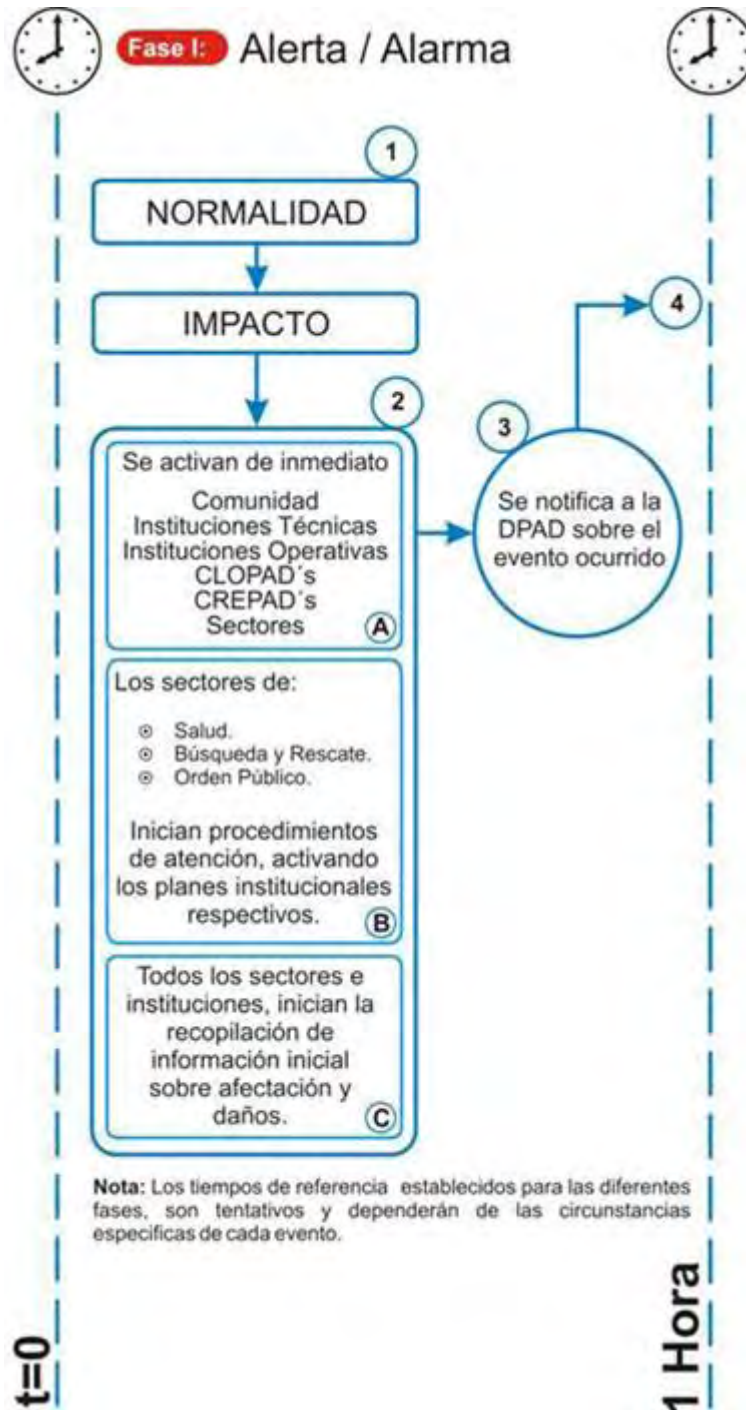 Fase I: Alerta / Alarma
1
NORMALIDAD
IMPACTO
2
Se activan de inmediato
Comunidad
Instituciones Técnicas
Instituciones Operativas
CLOPAD´s
CREPAD´s
Sectores
A
Los sectores de:
Salud.
Búsqueda y Rescate.
Orden Público.
Inician procedimientos
de atención, activando
los planes institucionales
respectivos.
B
Todos los sectores e
instituciones, inician la
recopilación de
información inicial
sobre afectación y
daños.
C
3
Se notifica a la
DPAD sobre el
evento ocurrido
4
Nota: Los tiempos de referencia establecidos para las diferentes
fases, son tentativos y dependerán de las circunstancias
especificas de cada evento.
t=0
1 Hora